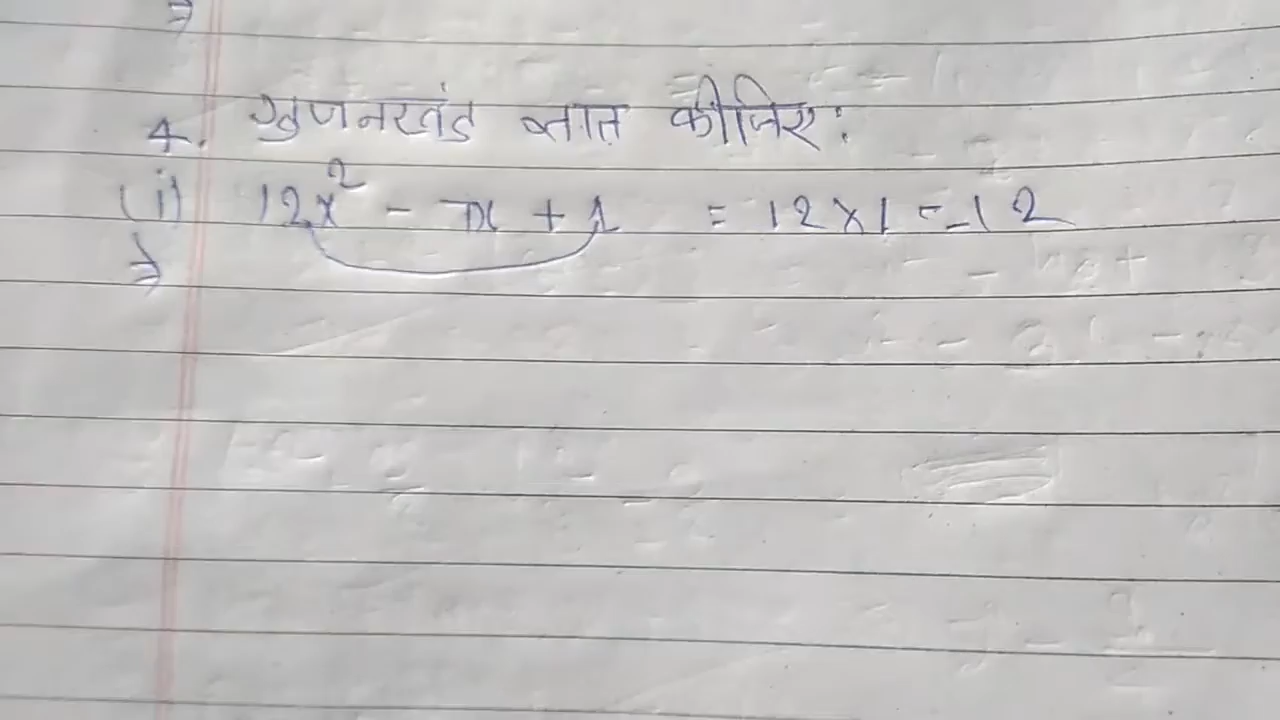 ⇒
4. गुणनखंड ज्ञात कीजिए:
(i) 12x² - 7x + 1 = 12×1 = 12
⇒